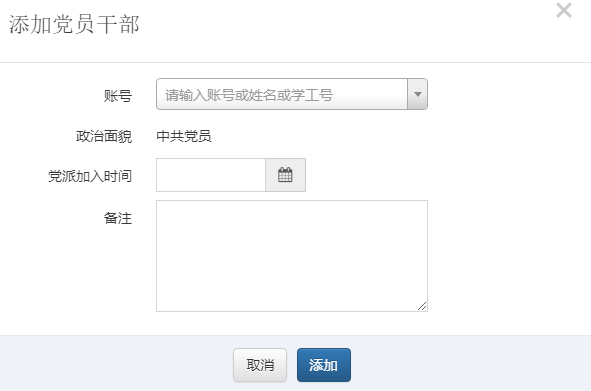 添加党员干部
账号
请输入账号或姓名或学工号
政治面貌
中共党员
党派加入时间
备注
取消
添加